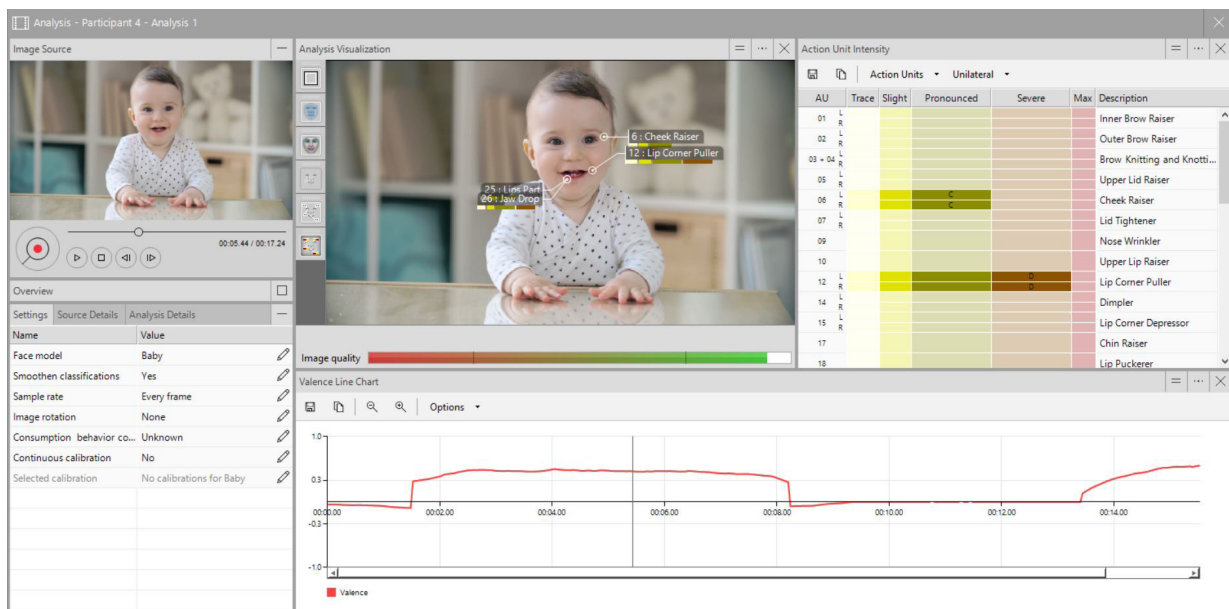 Analysis - Participant 4 - Analysis 1
Image Source
00:05.44 / 00:17.24
Overview
Settings Source Details Analysis Details
Name Value
Face model Baby
Smoothen classifications Yes
Sample rate Every frame
Image rotation None
Consumption behavior co... Unknown
Continuous calibration No
Selected calibration No calibrations for Baby
Analysis Visualization
6 : Cheek Raiser
12 : Lip Corner Puller
25 : Lips Part
26 : Jaw Drop
Image quality
Action Unit Intensity
Action Units Unilateral
AU Trace Slight Pronounced Severe Max Description
01 L R Inner Brow Raiser
02 L R Outer Brow Raiser
03 + 04 L R Brow Knitting and Knotti...
05 L R Upper Lid Raiser
06 L R C C Cheek Raiser
07 L R Lid Tightener
09 Nose Wrinkler
10 Upper Lip Raiser
12 L R D D Lip Corner Puller
14 L R Dimpler
15 L R Lip Corner Depressor
17 Chin Raiser
18 Lip Puckerer
Valence Line Chart
Options
1.0
0.3
00:00.00 00:02.00 00:04.00 00:06.00 00:08.00 00:10.00 00:12.00 00:14.00
-0.3
-1.0
Valence